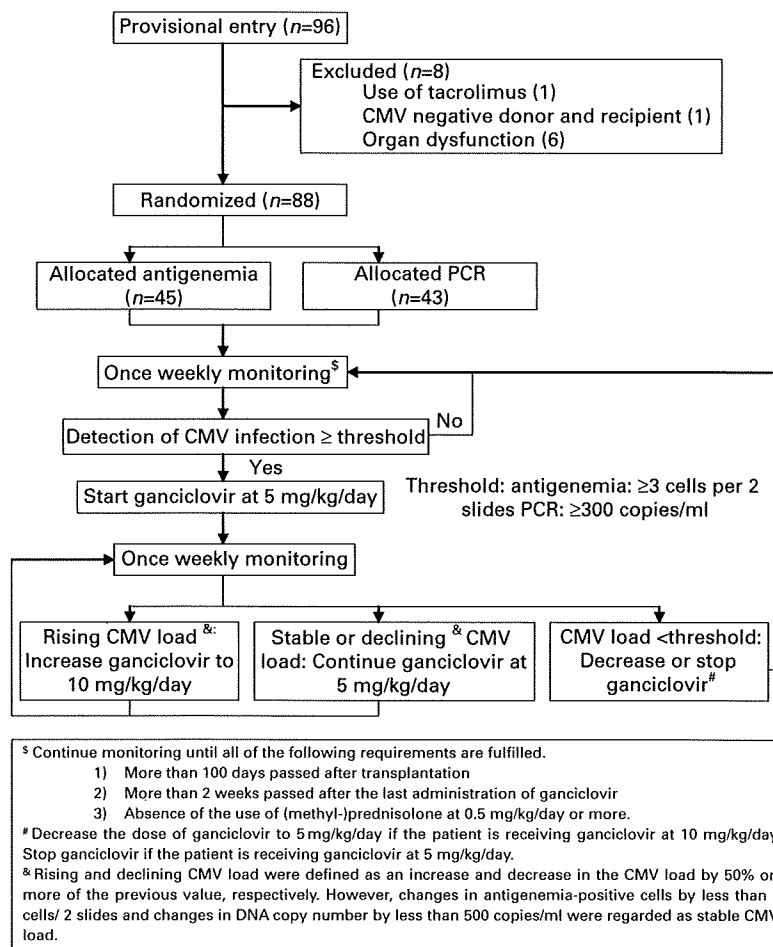 Provisional entry (n=96)
Excluded (n=8)
Use of tacrolimus (1)
CMV negative donor and recipient (1)
Organ dysfunction (6)
Randomized (n=88)
Allocated antigenemia
(n=45)
Allocated PCR
(n=43)
Once weekly monitoring$
Detection of CMV infection ≥ threshold
No
Yes
Start ganciclovir at 5 mg/kg/day
Threshold: antigenemia: ≥3 cells per 2
slides PCR: ≥300 copies/ml
Once weekly monitoring
Rising CMV load &:
Increase ganciclovir to
10 mg/kg/day
Stable or declining & CMV
load: Continue ganciclovir at
5 mg/kg/day
CMV load <threshold:
Decrease or stop
ganciclovir#
$ Continue monitoring until all of the following requirements are fulfilled.
1) More than 100 days passed after transplantation
2) More than 2 weeks passed after the last administration of ganciclovir
3) Absence of the use of (methyl-)prednisolone at 0.5 mg/kg/day or more.
# Decrease the dose of ganciclovir to 5 mg/kg/day if the patient is receiving ganciclovir at 10 mg/kg/day
Stop ganciclovir if the patient is receiving ganciclovir at 5 mg/kg/day.
& Rising and declining CMV load were defined as an increase and decrease in the CMV load by 50% or
more of the previous value, respectively. However, changes in antigenemia-positive cells by less than
cells/ 2 slides and changes in DNA copy number by less than 500 copies/ml were regarded as stable CMV
load.